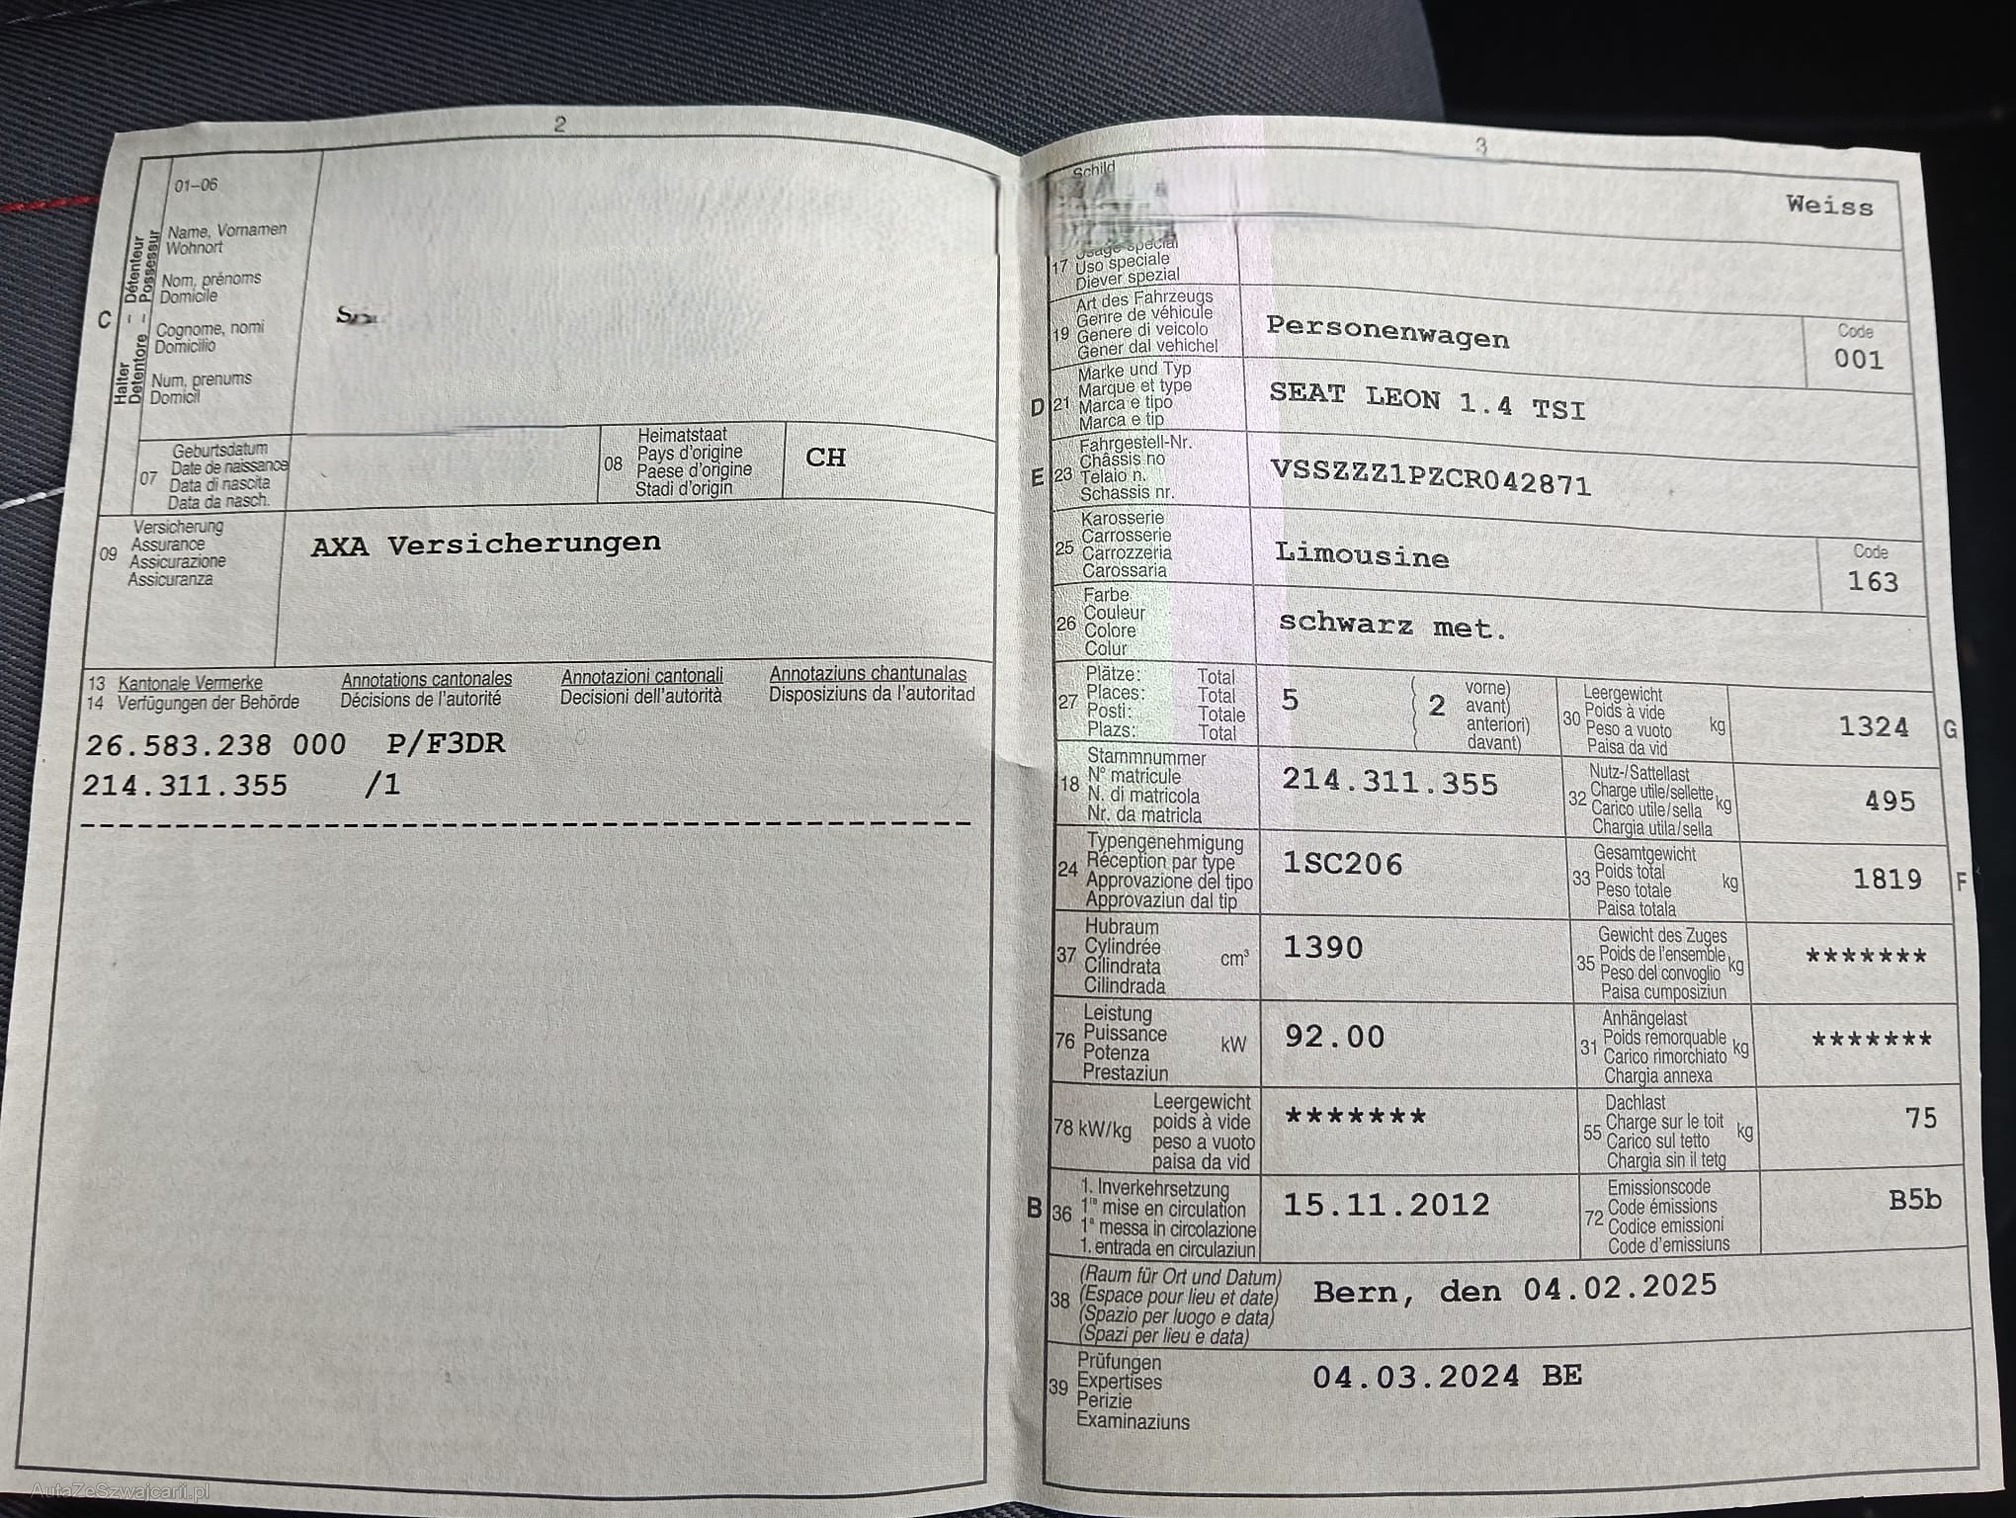 2
01–06
Name, Vornamen
Wohnort
Nom, prénoms
Domicile
Cognome, nomi
Domicilio
Num, prenums
Domicil
C
Halter – Détenteur
Detentore – Possessur
07
Geburtsdatum
Date de naissance
Data di nascita
Data da nasch.
08
Heimatstaat
Pays d'origine
Paese d'origine
Stadi d'origin
CH
09
Versicherung
Assurance
Assicurazione
Assicuranza
AXA Versicherungen
13 Kantonale Vermerke Annotations cantonales Annotazioni cantonali Annotaziuns chantunalas
14 Verfügungen der Behörde Décisions de l'autorité Decisioni dell'autorità Disposiziuns da l'autoritad
26.583.238 000 P/F3DR
214.311.355 /1
AutaZeSzwajcarii.pl
3
Schild
Weiss
17
Usage spécial
Uso speciale
Diever spezial
19
Art des Fahrzeugs
Genre de véhicule
Genere di veicolo
Gener dal vehichel
Personenwagen
Code
001
D 21
Marke und Typ
Marque et type
Marca e tipo
Marca e tip
SEAT LEON 1.4 TSI
E 23
Fahrgestell-Nr.
Châssis no
Telaio n.
Schassis nr.
VSSZZZ1PZCR042871
25
Karosserie
Carrosserie
Carrozzeria
Carossaria
Limousine
Code
163
26
Farbe
Couleur
Colore
Colur
schwarz met.
27
Plätze: Total
Places: Total
Posti: Totale
Plazs: Total
5
2
vorne)
avant)
anteriori)
davant)
30
Leergewicht
Poids à vide
Peso a vuoto kg
Paisa da vid
1324
G
18
Stammnummer
N° matricule
N. di matricola
Nr. da matricla
214.311.355
32
Nutz-/Sattellast
Charge utile/sellette kg
Carico utile/sella
Chargia utila/sella
495
24
Typengenehmigung
Réception par type
Approvazione del tipo
Approvaziun dal tip
1SC206
33
Gesamtgewicht
Poids total
Peso totale kg
Paisa totala
1819
F
37
Hubraum
Cylindrée
Cilindrata cm³
Cilindrada
1390
35
Gewicht des Zuges
Poids de l'ensemble
Peso del convoglio kg
Paisa cumposiziun
*******
76
Leistung
Puissance
Potenza kW
Prestaziun
92.00
31
Anhängelast
Poids remorquable
Carico rimorchiato kg
Chargia annexa
*******
78 kW/kg
Leergewicht
poids à vide
peso a vuoto
paisa da vid
*******
55
Dachlast
Charge sur le toit
Carico sul tetto kg
Chargia sin il tetg
75
B 36
1. Inverkehrsetzung
1re mise en circulation
1a messa in circolazione
1. entrada en circulaziun
15.11.2012
72
Emissionscode
Code émissions
Codice emissioni
Code d'emissiuns
B5b
38
(Raum für Ort und Datum)
(Espace pour lieu et date)
(Spazio per luogo e data)
(Spazi per lieu e data)
Bern, den 04.02.2025
39
Prüfungen
Expertises
Perizie
Examinaziuns
04.03.2024 BE